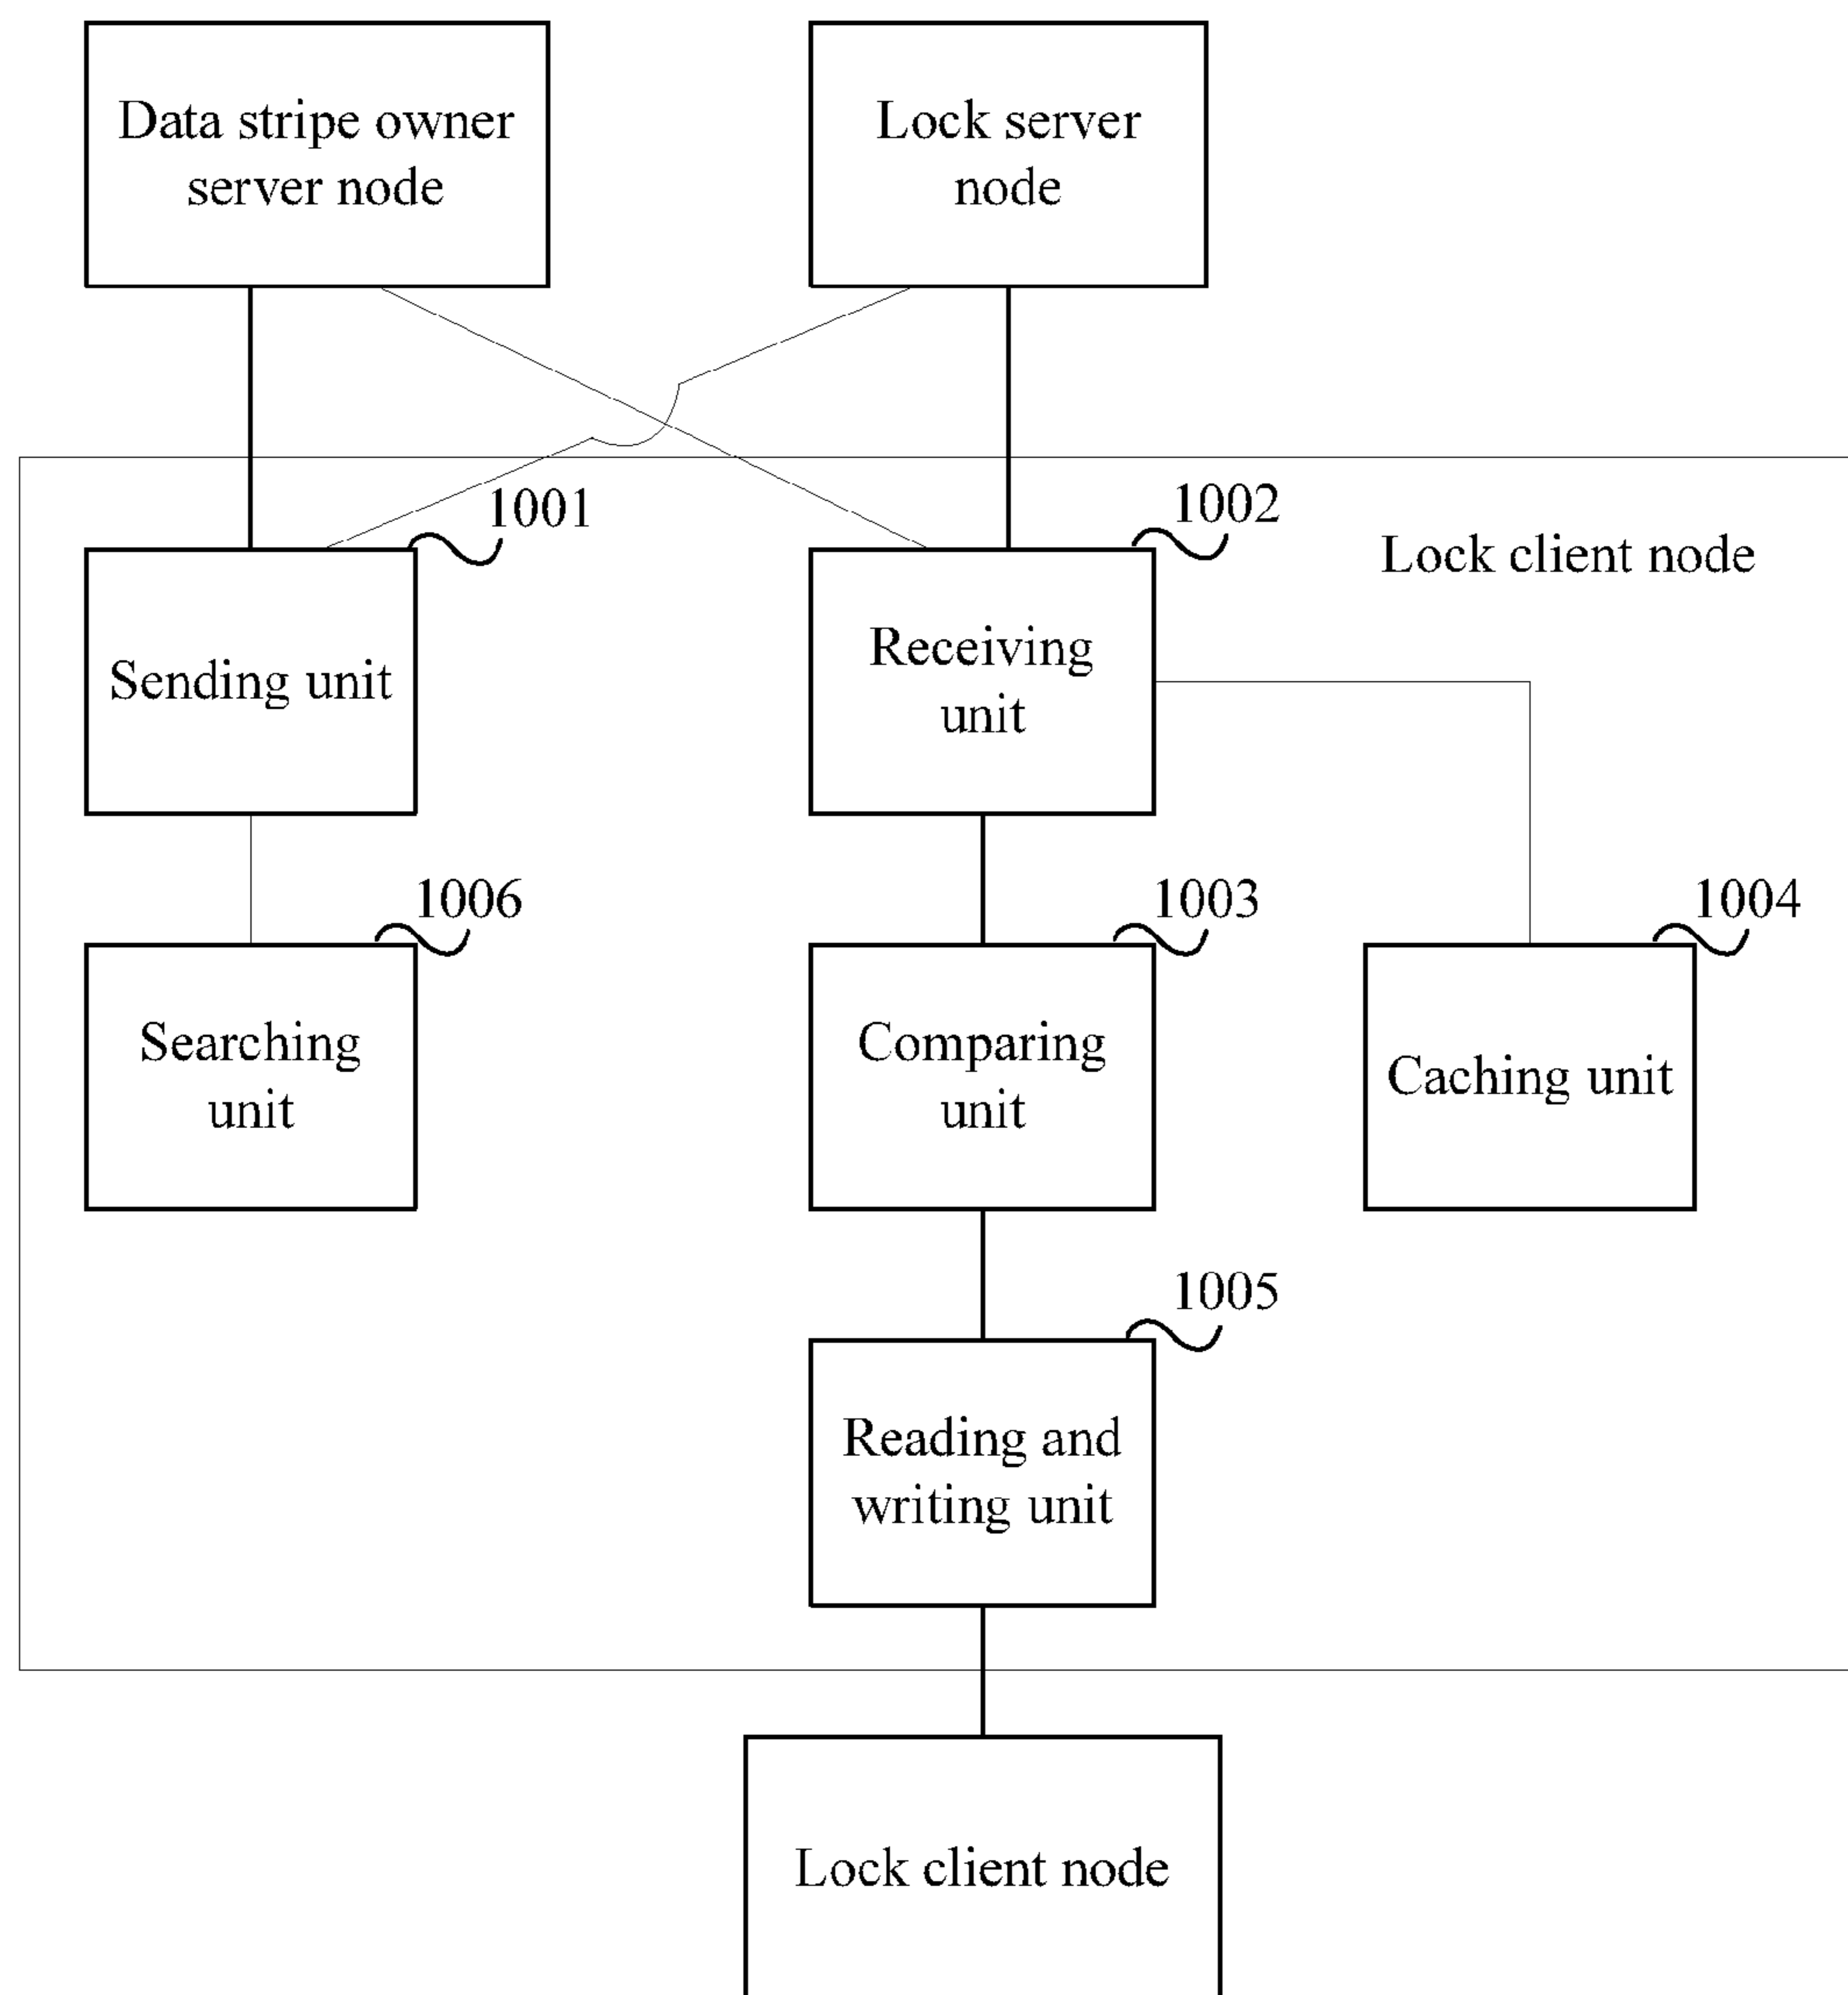 Data stripe owner
server node
Lock server
node
1001
1002
Lock client node
Sending unit
Receiving
unit
1006
1003
1004
Searching
unit
Comparing
unit
Caching unit
1005
Reading and
writing unit
Lock client node